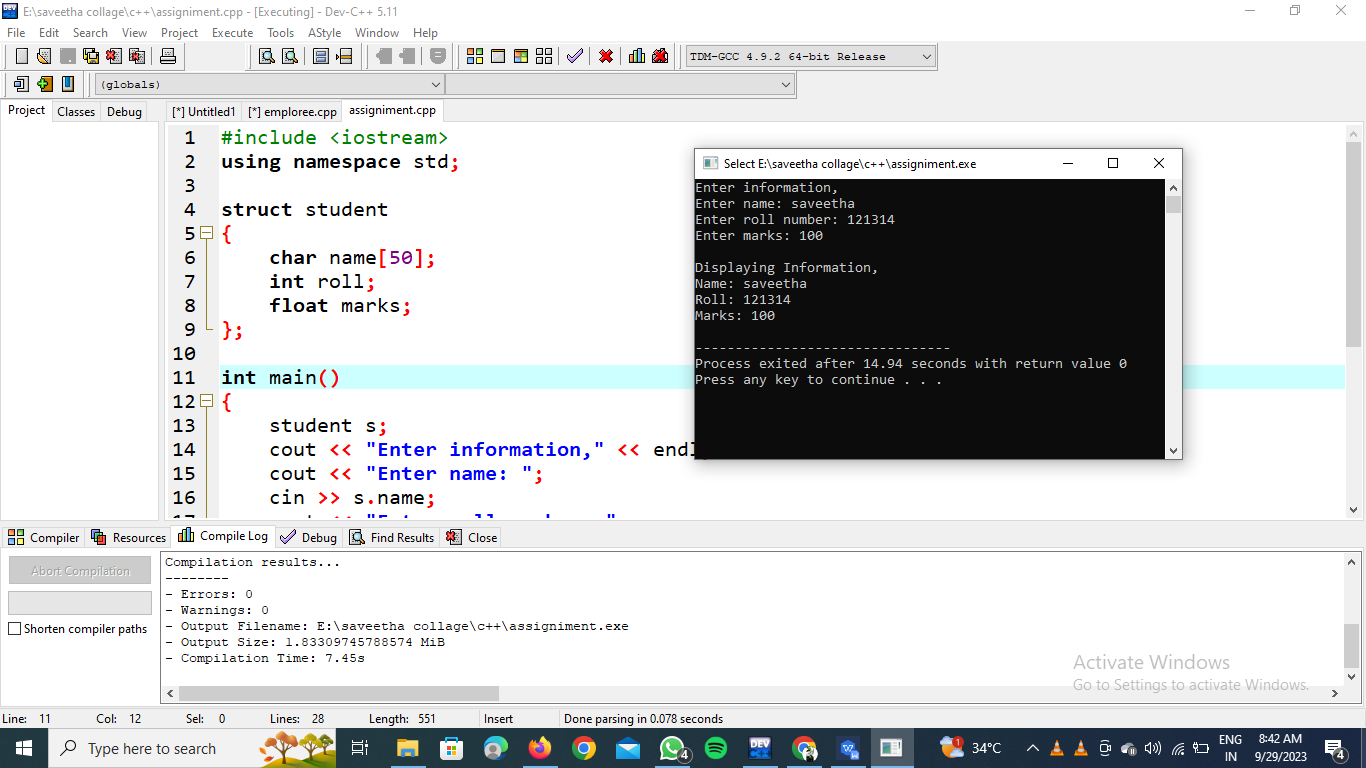 E:\saveetha collage\c++\assigniment.cpp - [Executing] - Dev-C++ 5.11
File Edit Search View Project Execute Tools AStyle Window Help
TDM-GCC 4.9.2 64-bit Release
(globals)
Project Classes Debug
[*] Untitled1 [*] emploree.cpp assigniment.cpp
1 #include <iostream>
2 using namespace std;
3
4 struct student
5 {
6 char name[50];
7 int roll;
8 float marks;
9 };
10
11 int main()
12 {
13 student s;
14 cout << "Enter information," << endl
15 cout << "Enter name: ";
16 cin >> s.name;
Select E:\saveetha collage\c++\assigniment.exe
Enter information,
Enter name: saveetha
Enter roll number: 121314
Enter marks: 100
Displaying Information,
Name: saveetha
Roll: 121314
Marks: 100
--------------------------------
Process exited after 14.94 seconds with return value 0
Press any key to continue . . .
Compiler Resources Compile Log Debug Find Results Close
Abort Compilation
Shorten compiler paths
Compilation results...
--------
- Errors: 0
- Warnings: 0
- Output Filename: E:\saveetha collage\c++\assigniment.exe
- Output Size: 1.83309745788574 MiB
- Compilation Time: 7.45s
Activate Windows
Go to Settings to activate Windows.
Line: 11 Col: 12 Sel: 0 Lines: 28 Length: 551 Insert Done parsing in 0.078 seconds
Type here to search
4
DEV
1
34°C
ENG
IN
8:42 AM
9/29/2023
4